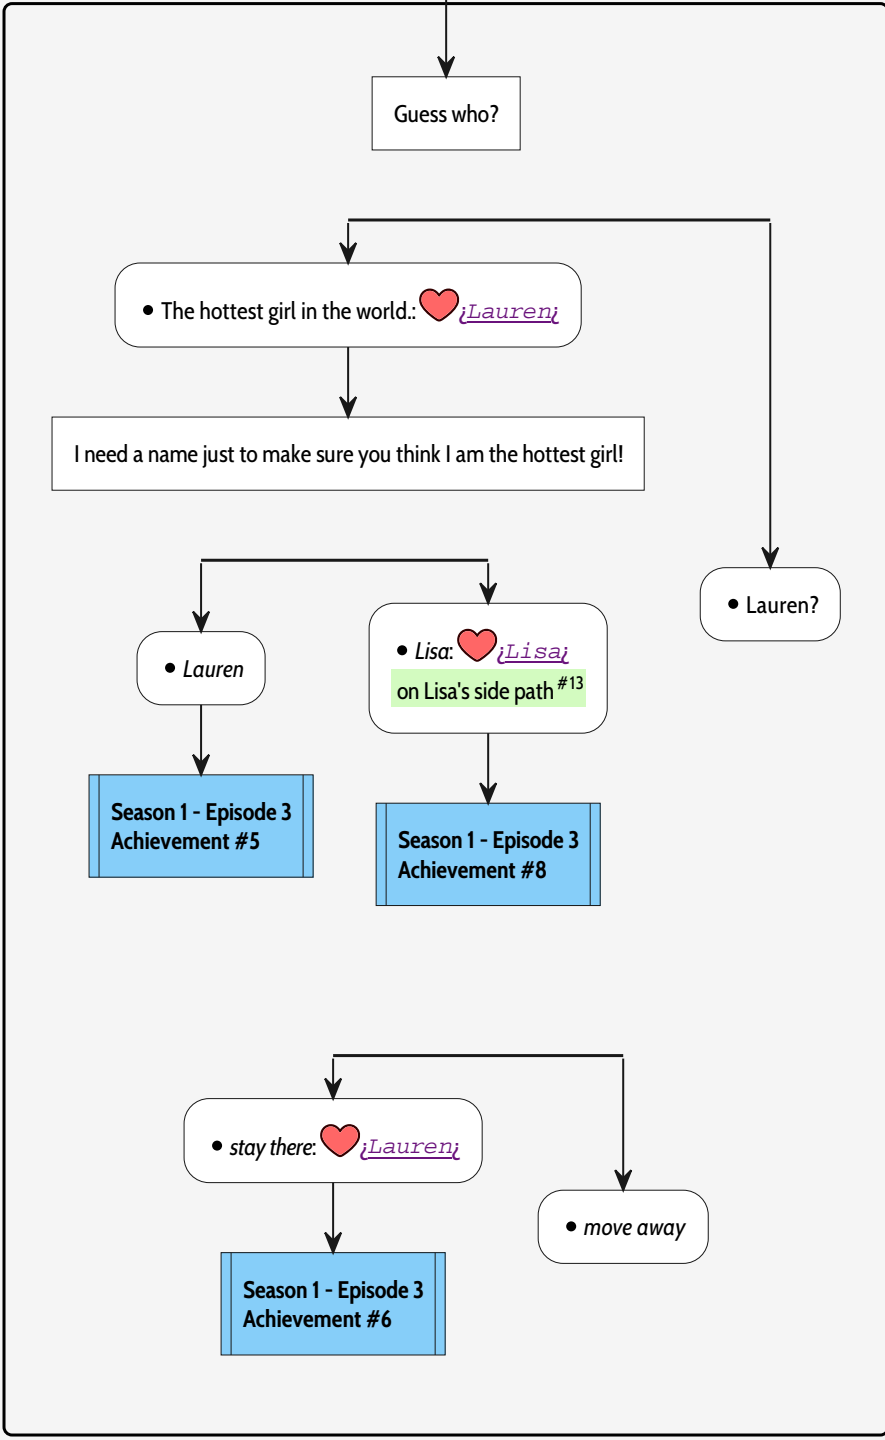 Guess who?
• The hottest girl in the world.: ¿Lauren¿
I need a name just to make sure you think I am the hottest girl!
• Lauren?
• Lauren
• Lisa: ¿Lisa¿
on Lisa's side path #13
Season 1 - Episode 3
Achievement #5
Season 1 - Episode 3
Achievement #8
• stay there: ¿Lauren¿
• move away
Season 1 - Episode 3
Achievement #6